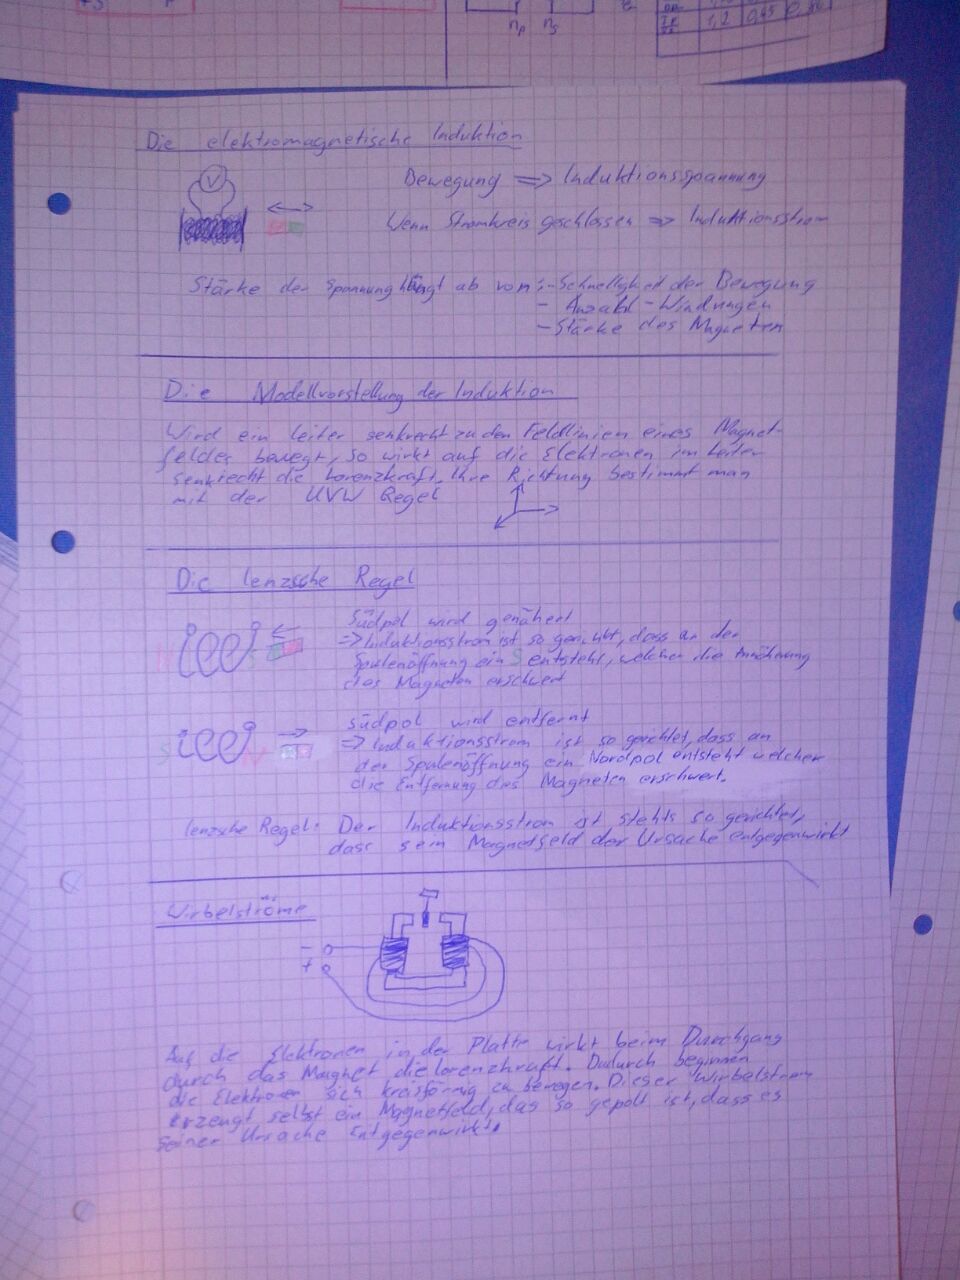 n_p n_s
1,2 0,45
Die elektromagnetische Induktion
V
Bewegung => Induktionsspannung
Wenn Stromkreis geschlossen => Induktionsstrom
Stärke der Spannung hängt ab von: - Schnelligkeit der Bewegung
- Anzahl - Windungen
- Stärke des Magneten
Die Modellvorstellung der Induktion
Wird ein Leiter senkrecht zu den Feldlinien eines Magnet-
feldes bewegt, so wirkt auf die Elektronen im Leiter
senkrecht die Lorenzkraft. Ihre Richtung bestimmt man
mit der UVW Regel
Die lenzsche Regel
Südpol wird genähert
=> Induktionsstrom ist so gerichtet, dass an der
Spulenöffnung ein S entsteht, welcher die Annäherung
des Magneten erschwert
N S
Südpol wird entfernt
=> Induktionsstrom ist so gerichtet, dass an
der Spulenöffnung ein Nordpol entsteht welcher
die Entfernung des Magneten erschwert.
S N
lenzsche Regel: Der Induktionsstrom ist stehts so gerichtet,
dass sein Magnetfeld der Ursache entgegenwirkt
Wirbelströme
-
+
Auf die Elektronen in der Platte wirkt beim Durchgang
durch das Magnet die lorenzkraft. Dadurch beginnen
die Elektronen sich kreisförmig zu bewegen. Dieser Wirbelstrom
erzeugt selbst ein Magnetfeld, das so gepolt ist, dass es
seiner Ursache Entgegenwirkt.